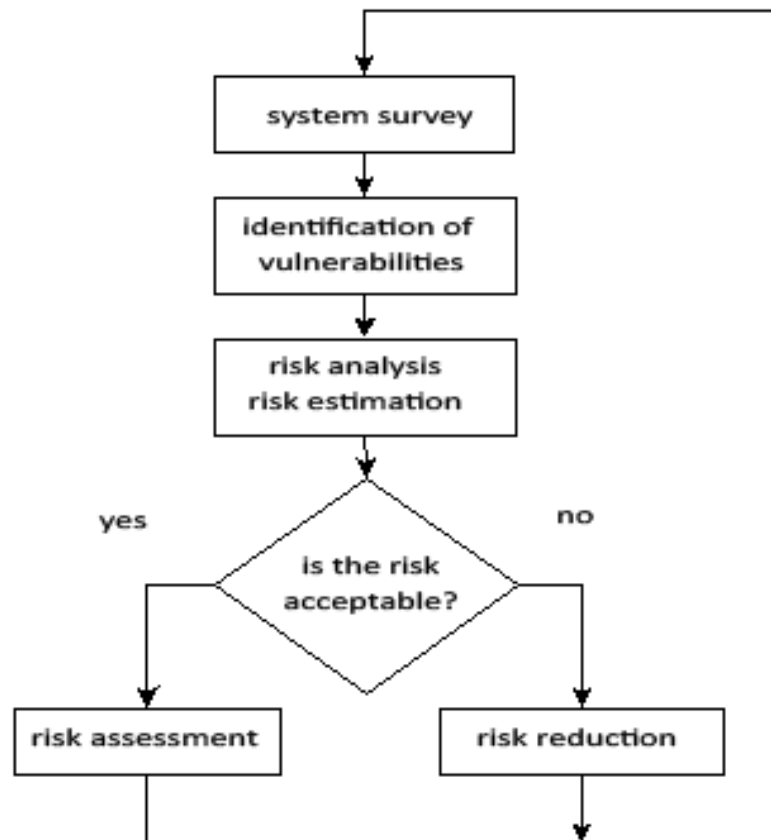 system survey
identification of
vulnerabilities
risk analysis
risk estimation
yes
no
is the risk
acceptable?
risk assessment
risk reduction